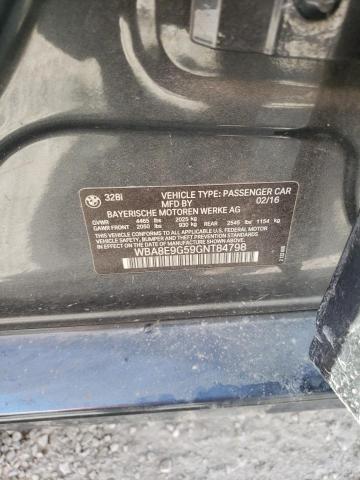 BMW
328i
VEHICLE TYPE: PASSENGER CAR
MFD BY 02/16
BAYERISCHE MOTOREN WERKE AG
GVWR 4465 lbs 2025 kg
GAWR FRONT 2050 lbs 930 kg REAR 2545 lbs 1154 kg
THIS VEHICLE CONFORMS TO ALL APPLICABLE U.S. FEDERAL MOTOR
VEHICLE SAFETY, BUMPER, AND THEFT PREVENTION STANDARDS
IN EFFECT ON THE DATE OF MANUFACTURE SHOWN ABOVE.
WBA8E9G59GNT84798